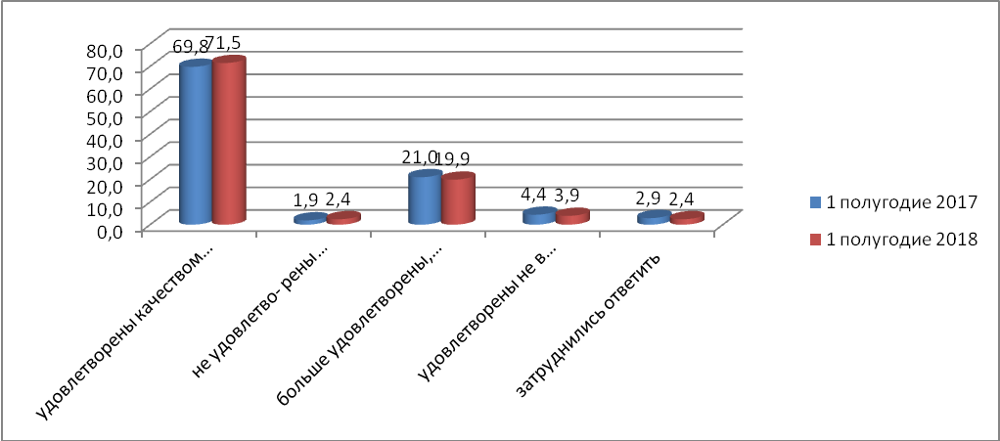 80,0
70,0
60,0
50,0
40,0
30,0
20,0
10,0
0,0
69,8
71,5
1,9
2,4
21,0
19,9
4,4
3,9
2,9
2,4
удовлетворены качеством...
не удовлетво- рены...
больше удовлетворены,...
удовлетворены не в...
затруднились ответить
1 полугодие 2017
1 полугодие 2018